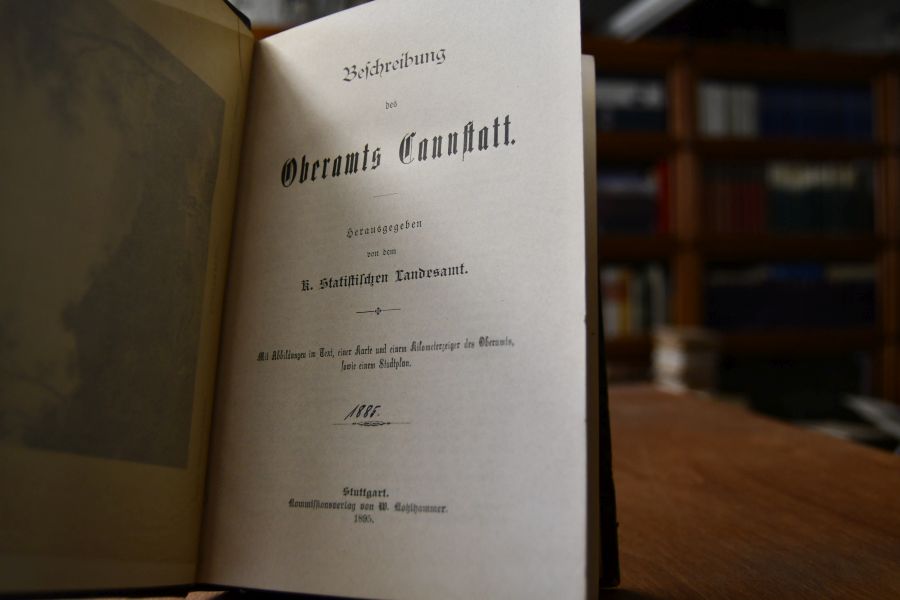 Beſchreibung
des
Oberamts Cannſtatt.
Herausgegeben
von dem
K. Statiſtiſchen Landesamt.
Mit Abbildungen im Text, einer Karte und einem Kilometerzeiger des Oberamts,
ſowie einem Stadtplan.
1885.
Stuttgart.
Kommiſſionsverlag von W. Kohlhammer.
1895.